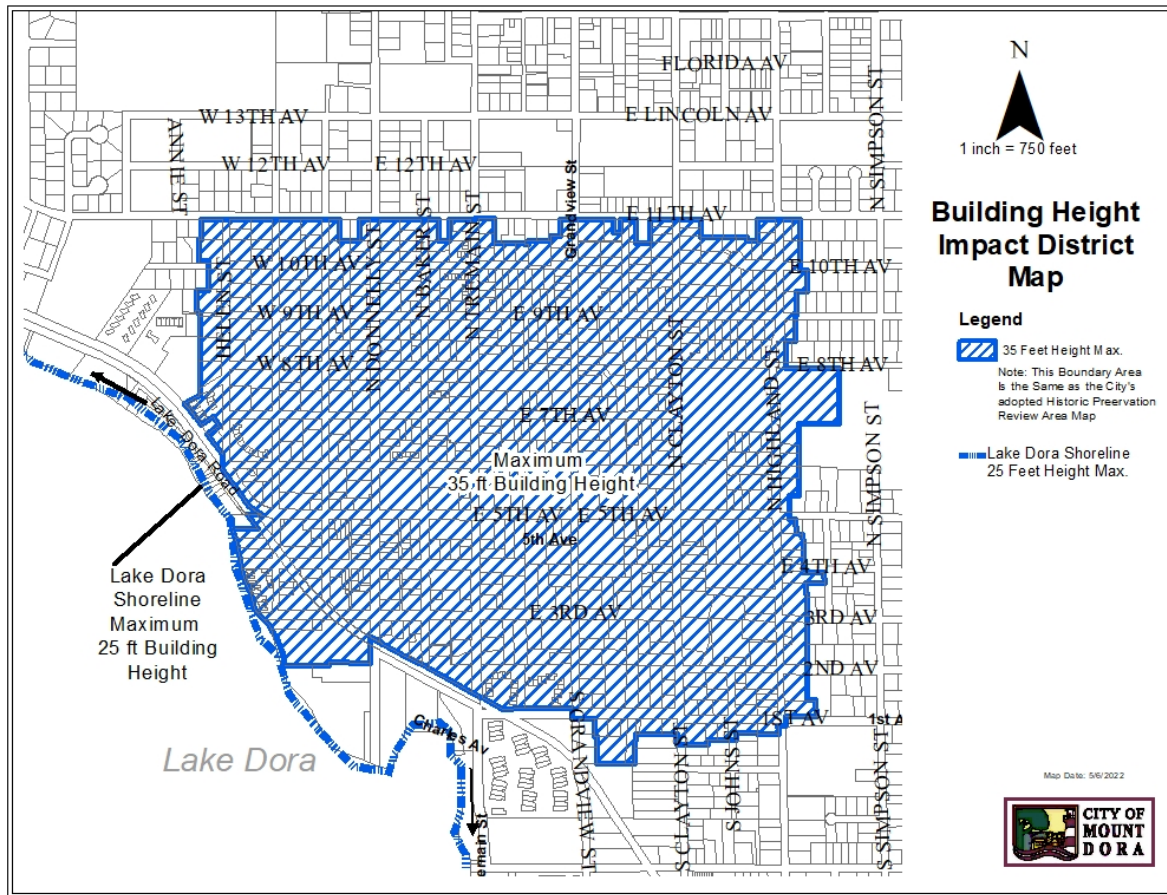 FLORIDA AV
W 13TH AV
E LINCOLN AV
ANNIE ST
W 12TH AV
E 12TH AV
N SIMPSON ST
Grandview St
E 11TH AV
N BAKER ST
N TREMAIN ST
N DONNELLY ST
HELEN ST
W 10TH AV
E 10TH AV
W 9TH AV
E 9TH AV
W 8TH AV
E 8TH AV
N CLAYTON ST
N HIGHLAND ST
E 7TH AV
Lake Dora Road
Maximum
35 ft Building Height
N SIMPSON ST
E 5TH AV
E 5TH AV
5th Ave
E 4TH AV
Lake Dora
Shoreline
Maximum
25 ft Building
Height
E 3RD AV
3RD AV
2ND AV
1ST AV
1st A
Charles Av
Lake Dora
S GRANDVIEW ST
S CLAYTON ST
S JOHNS ST
S SIMPSON ST
emain St
N
1 inch = 750 feet
Building Height
Impact District
Map
Legend
35 Feet Height Max.
Note: This Boundary Area
Is the Same as the City's
adopted Historic Preervation
Review Area Map
Lake Dora Shoreline
25 Feet Height Max.
Map Date: 5/6/2022
CITY OF
MOUNT
DORA